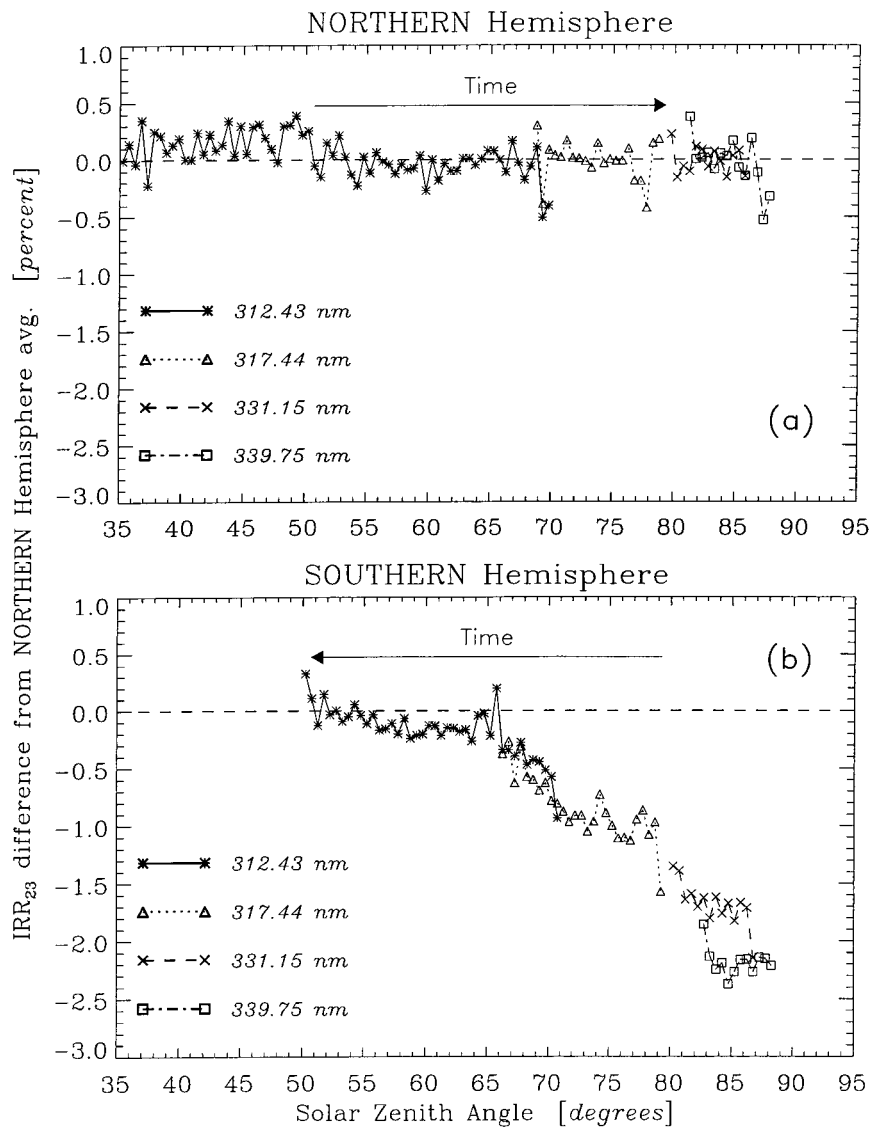 NORTHERN Hemisphere
IRR23 difference from NORTHERN Hemisphere avg. [percent]
1.0
0.5
0.0
−0.5
−1.0
−1.5
−2.0
−2.5
−3.0
Time
312.43 nm
317.44 nm
331.15 nm
339.75 nm
(a)
35 40 45 50 55 60 65 70 75 80 85 90 95
SOUTHERN Hemisphere
1.0
0.5
0.0
−0.5
−1.0
−1.5
−2.0
−2.5
−3.0
Time
(b)
312.43 nm
317.44 nm
331.15 nm
339.75 nm
35 40 45 50 55 60 65 70 75 80 85 90 95
Solar Zenith Angle [degrees]